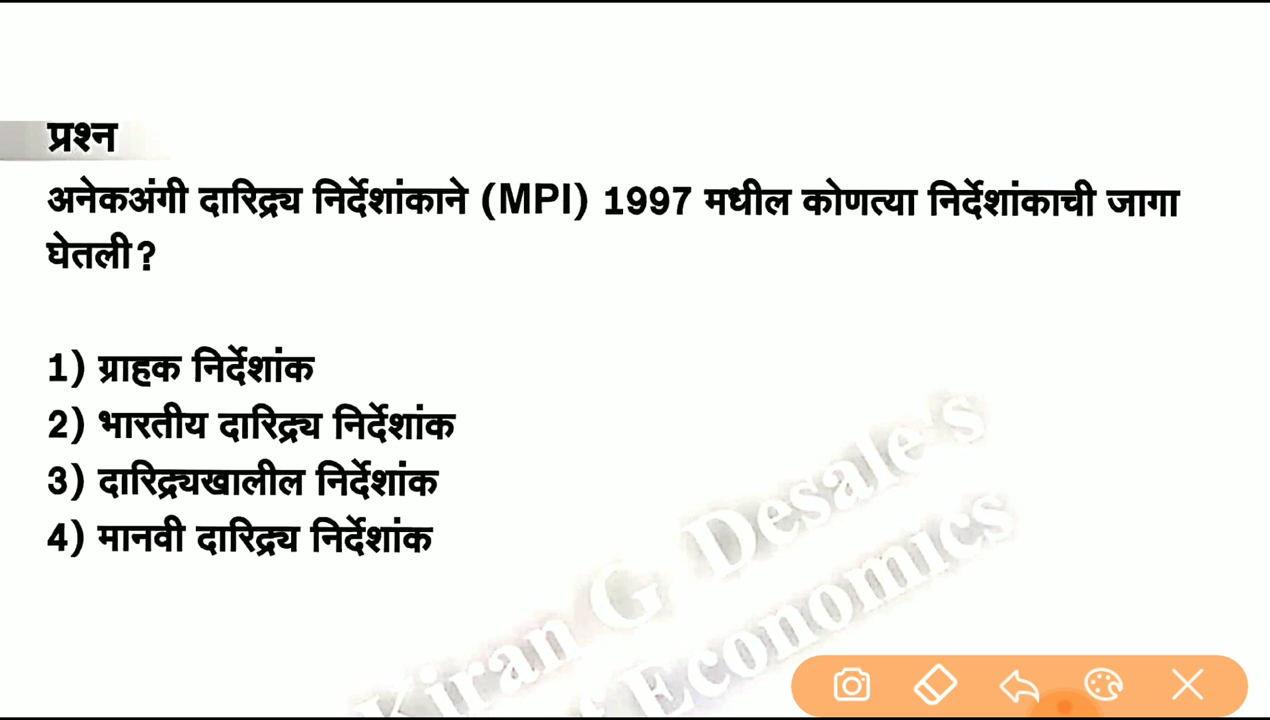 प्रश्न
अनेकअंगी दारिद्र्य निर्देशांकाने (MPI) 1997 मधील कोणत्या निर्देशांकाची जागा
घेतली?
1) ग्राहक निर्देशांक
2) भारतीय दारिद्र्य निर्देशांक
3) दारिद्र्यखालील निर्देशांक
4) मानवी दारिद्र्य निर्देशांक
Kiran G Desale's
Economics